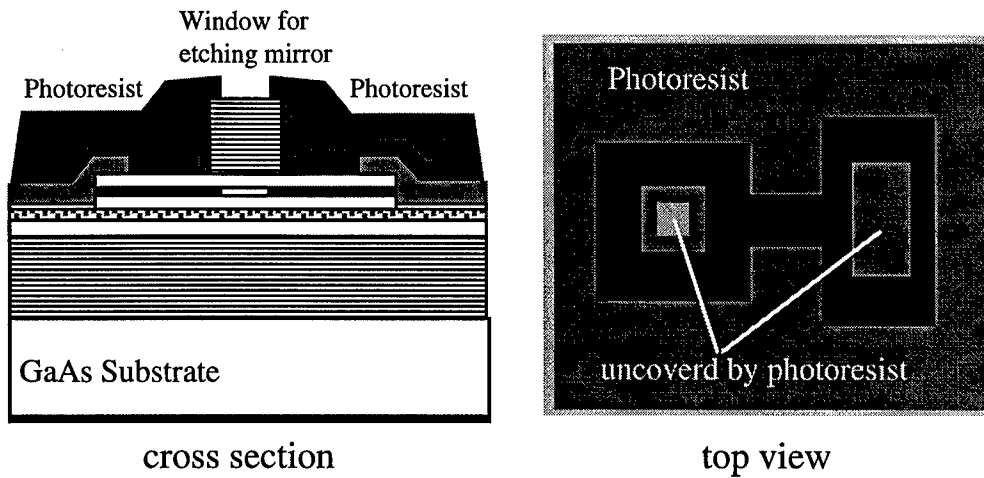 Window for
etching mirror
Photoresist
Photoresist
GaAs Substrate
cross section
Photoresist
uncoverd by photoresist
top view